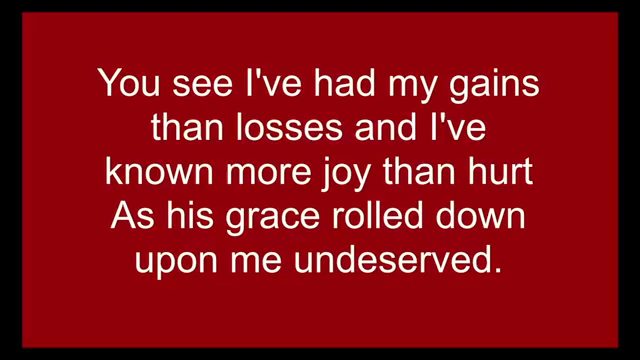 You see I've had my gains
than losses and I've
known more joy than hurt
As his grace rolled down
upon me undeserved.